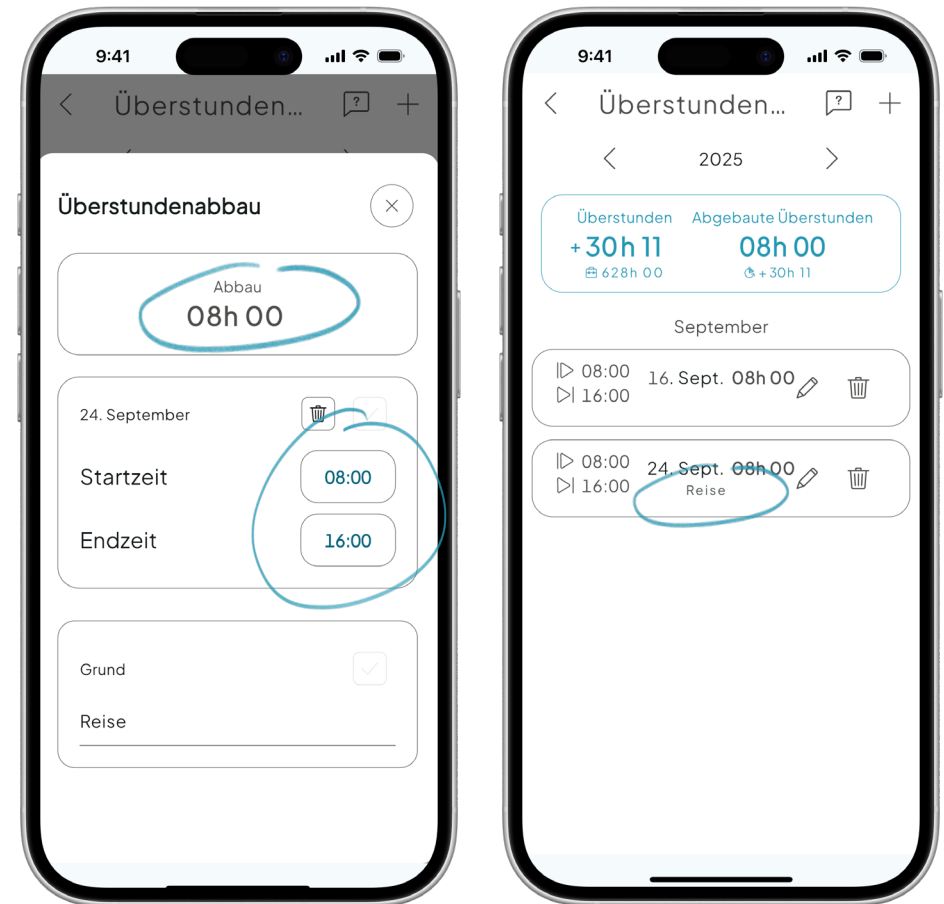 9:41
Überstunden...
?
Überstundenabbau
Abbau
08h 00
24. September
Startzeit
08:00
Endzeit
16:00
Grund
Reise
9:41
Überstunden...
?
2025
Überstunden
+30h 11
628h 00
Abgebaute Überstunden
08h 00
+30h 11
September
08:00
16:00
16. Sept. 08h 00
08:00
16:00
24. Sept. 08h 00
Reise